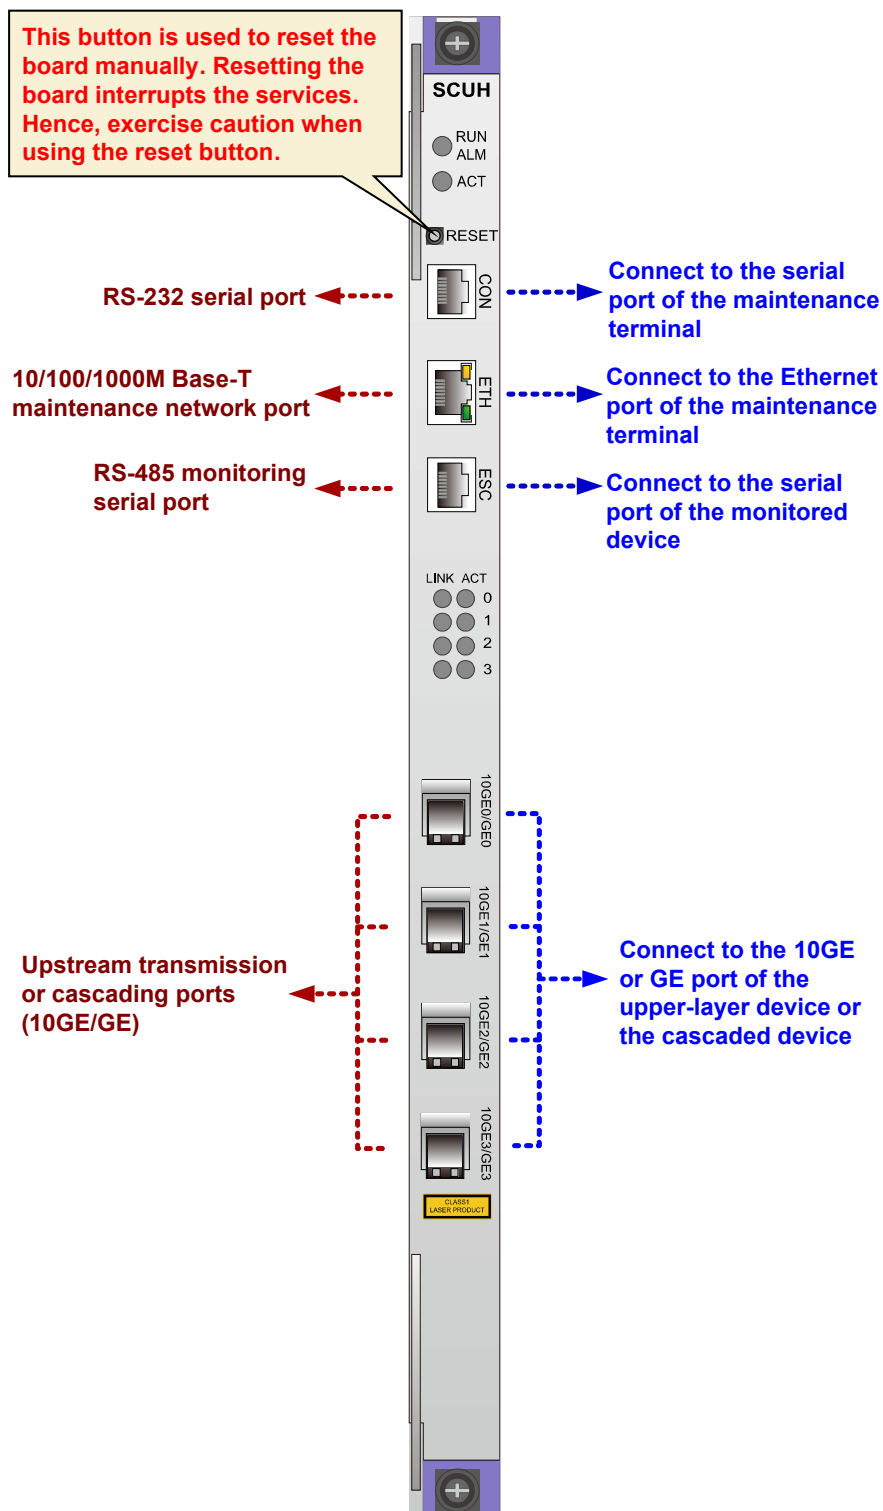 This button is used to reset the
board manually. Resetting the
board interrupts the services.
Hence, exercise caution when
using the reset button.
SCUH
RUN
ALM
ACT
RESET
RS-232 serial port
CON
Connect to the serial
port of the maintenance
terminal
10/100/1000M Base-T
maintenance network port
ETH
Connect to the Ethernet
port of the maintenance
terminal
RS-485 monitoring
serial port
ESC
Connect to the serial
port of the monitored
device
LINK ACT
0
1
2
3
10GE0/GE0
10GE1/GE1
Upstream transmission
or cascading ports
(10GE/GE)
10GE2/GE2
Connect to the 10GE
or GE port of the
upper-layer device or
the cascaded device
10GE3/GE3
CLASS1
LASER PRODUCT